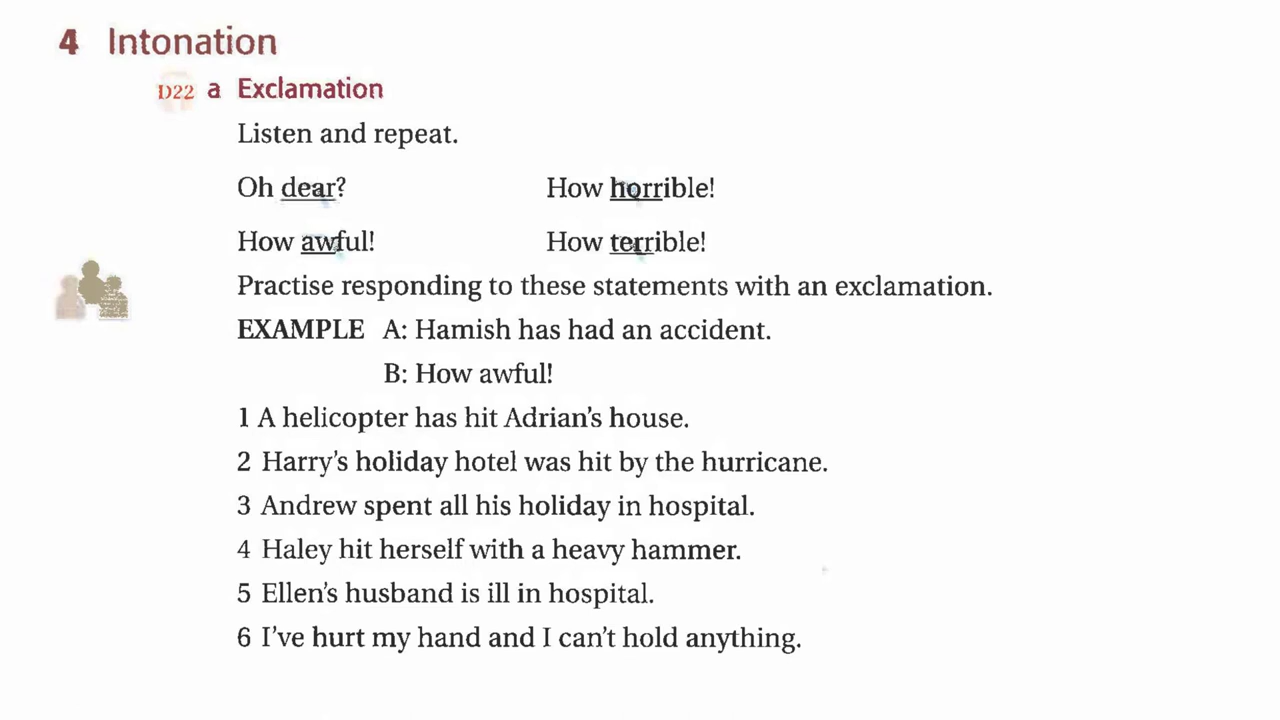 4 Intonation
D22 a Exclamation
Listen and repeat.
Oh dear? How horrible!
How awful! How terrible!
Practise responding to these statements with an exclamation.
EXAMPLE A: Hamish has had an accident.
B: How awful!
1 A helicopter has hit Adrian's house.
2 Harry's holiday hotel was hit by the hurricane.
3 Andrew spent all his holiday in hospital.
4 Haley hit herself with a heavy hammer.
5 Ellen's husband is ill in hospital.
6 I've hurt my hand and I can't hold anything.